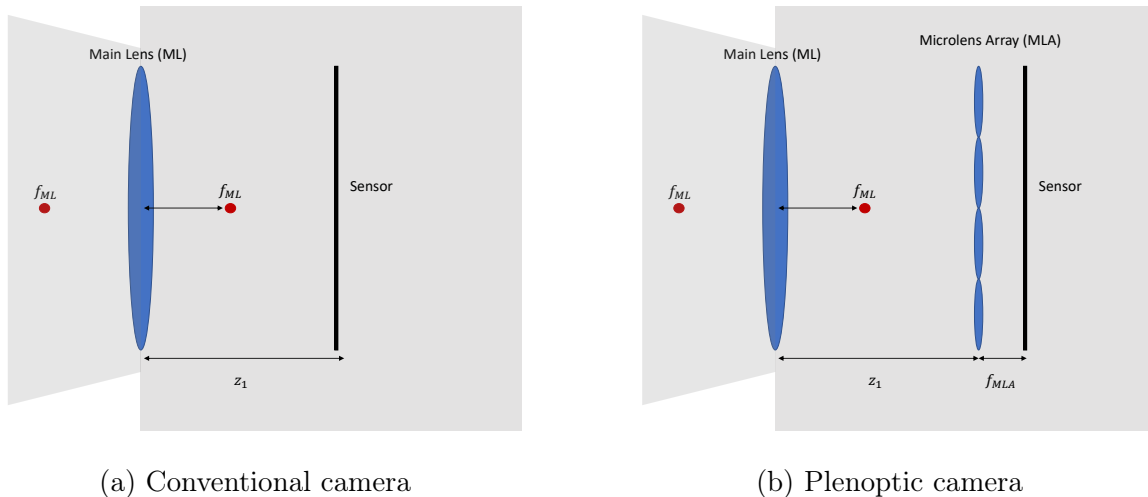 Main Lens (ML)
f_ML
f_ML
Sensor
z_1
(a) Conventional camera
Microlens Array (MLA)
Main Lens (ML)
f_ML
f_ML
Sensor
z_1
f_MLA
(b) Plenoptic camera